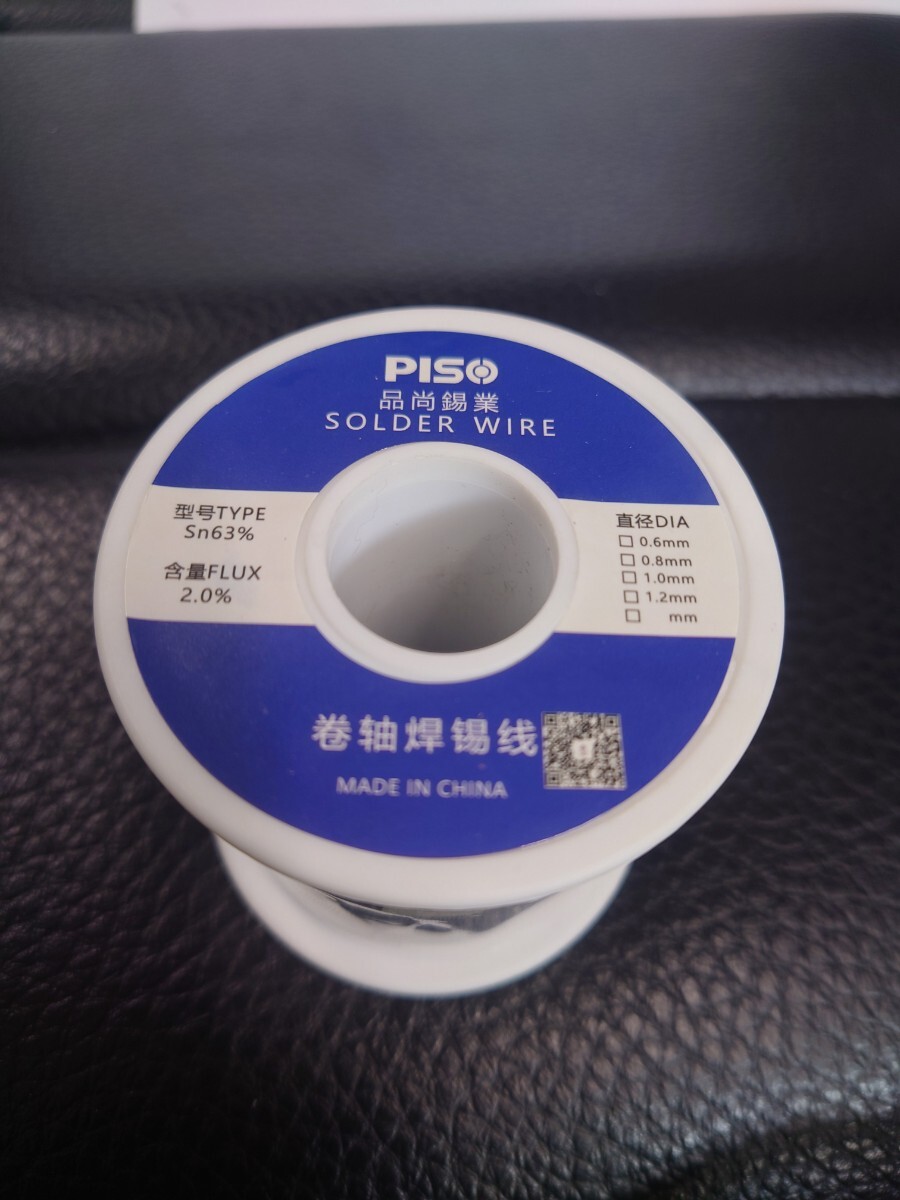 PISO
品尚錫業
SOLDER WIRE
型号TYPE
Sn63%
含量FLUX
2.0%
直径DIA
□ 0.6mm
□ 0.8mm
□ 1.0mm
□ 1.2mm
□ mm
卷轴焊锡线
MADE IN CHINA